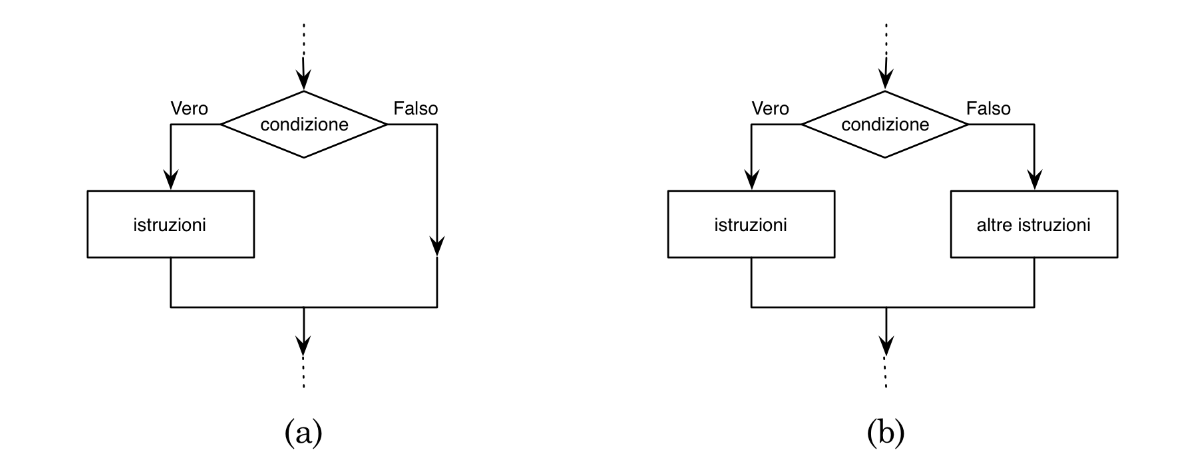 Vero
Falso
condizione
istruzioni
(a)
Vero
Falso
condizione
istruzioni
altre istruzioni
(b)